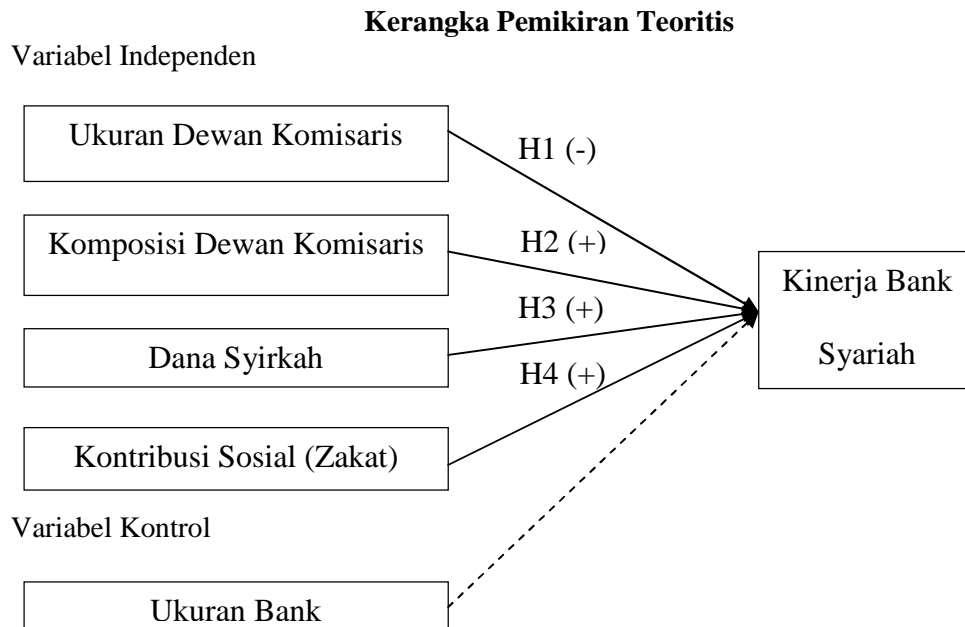 Kerangka Pemikiran Teoritis
Variabel Independen
Ukuran Dewan Komisaris
H1 (-)
Komposisi Dewan Komisaris
H2 (+)
Kinerja Bank
Syariah
H3 (+)
Dana Syirkah
H4 (+)
Kontribusi Sosial (Zakat)
Variabel Kontrol
Ukuran Bank